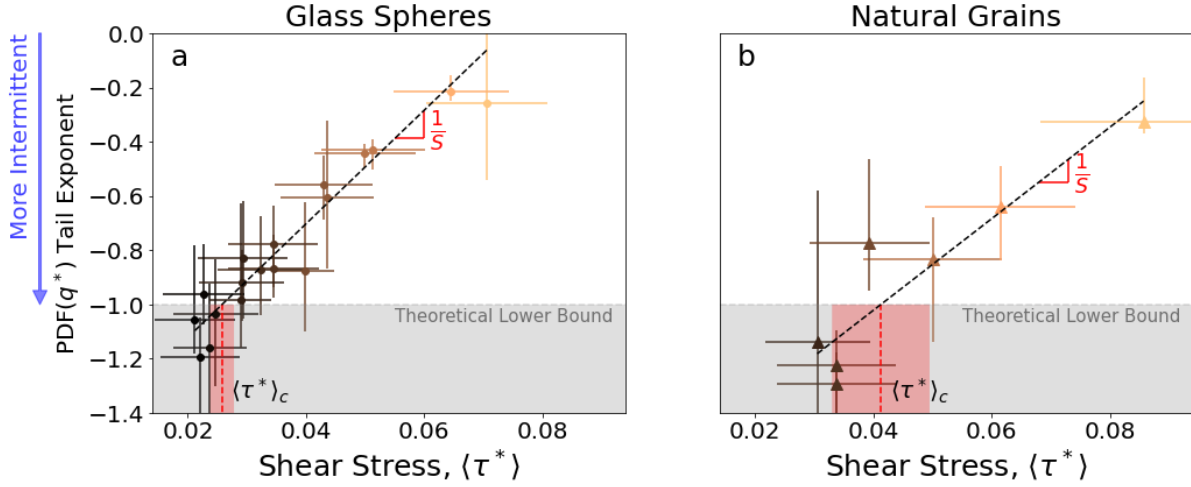 Glass Spheres
Natural Grains
More Intermittent
PDF(q*) Tail Exponent
0.0
−0.2
−0.4
−0.6
−0.8
−1.0
−1.2
−1.4
a
1/S
Theoretical Lower Bound
⟨τ*⟩c
0.02 0.04 0.06 0.08
Shear Stress, ⟨τ*⟩
b
1/S
Theoretical Lower Bound
⟨τ*⟩c
0.02 0.04 0.06 0.08
Shear Stress, ⟨τ*⟩